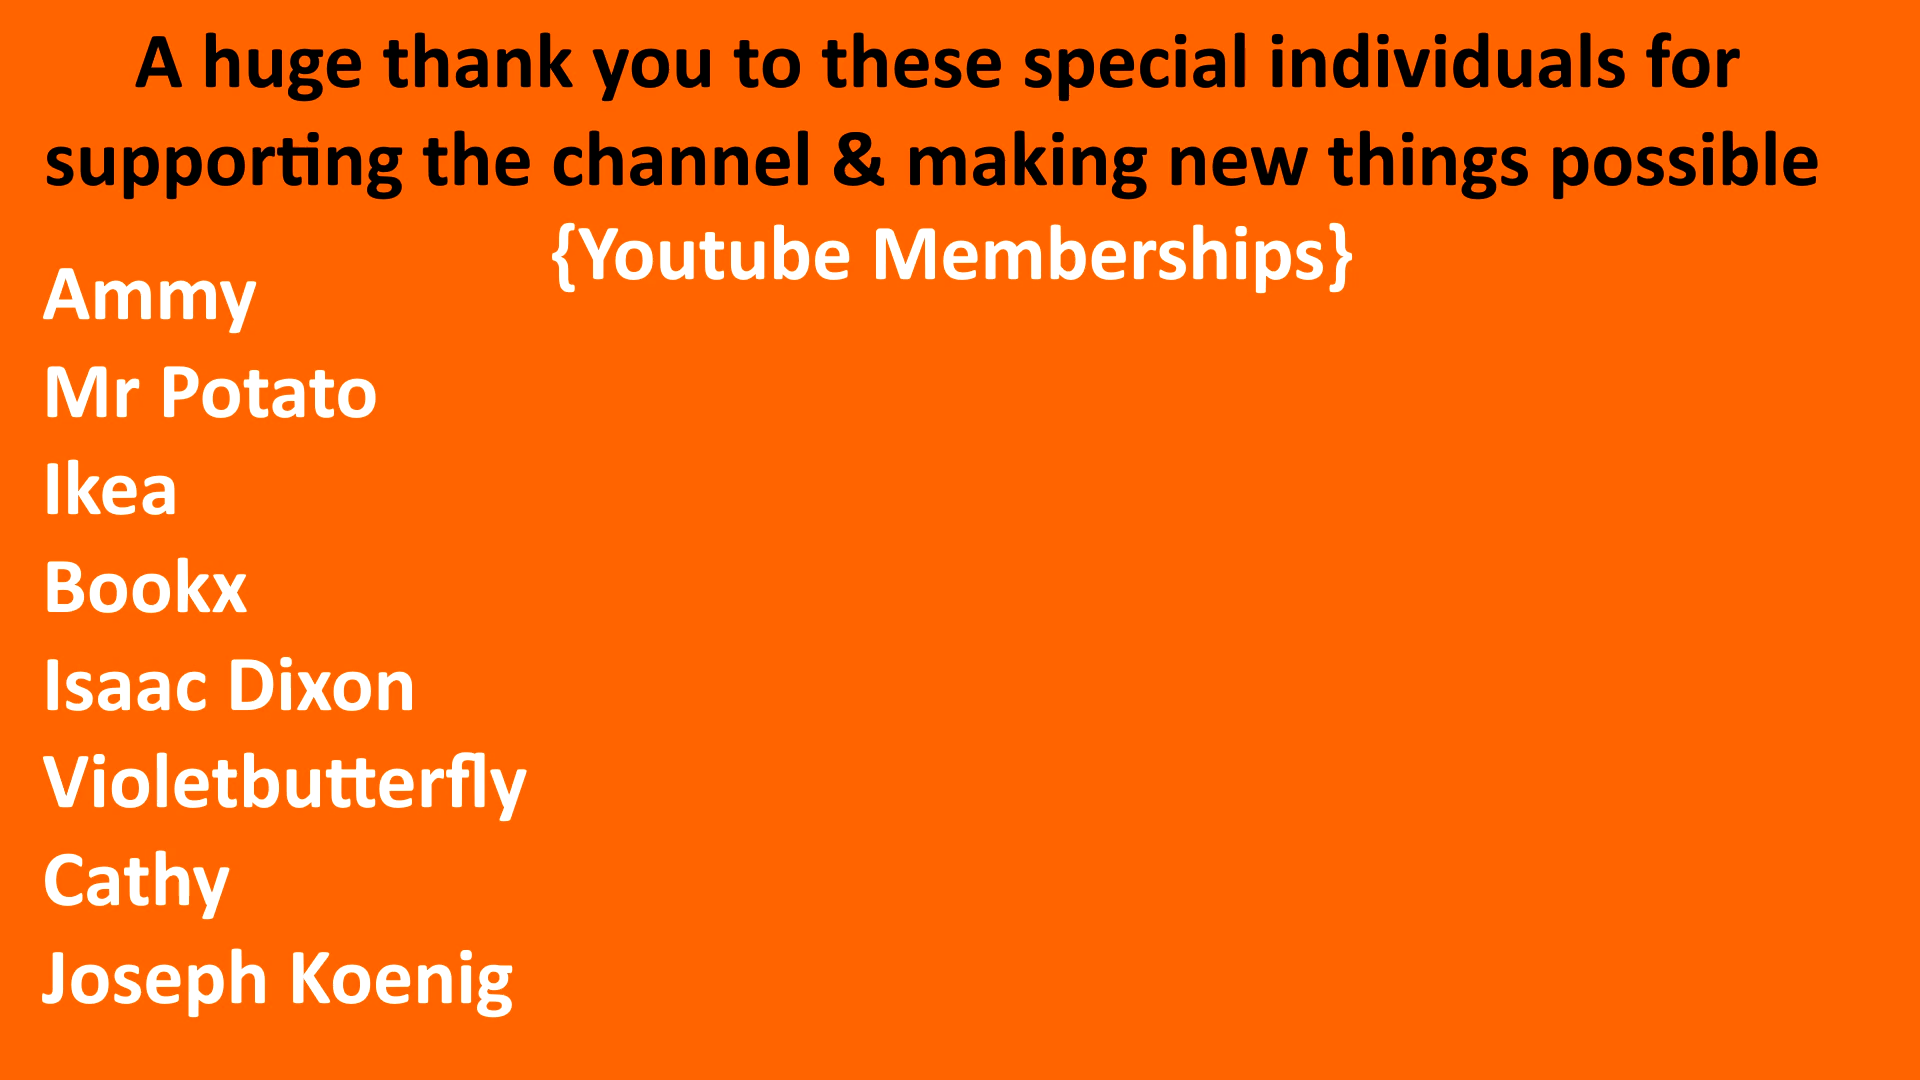 A huge thank you to these special individuals for
supporting the channel & making new things possible
{Youtube Memberships}
Ammy
Mr Potato
Ikea
Bookx
Isaac Dixon
Violetbutterfly
Cathy
Joseph Koenig